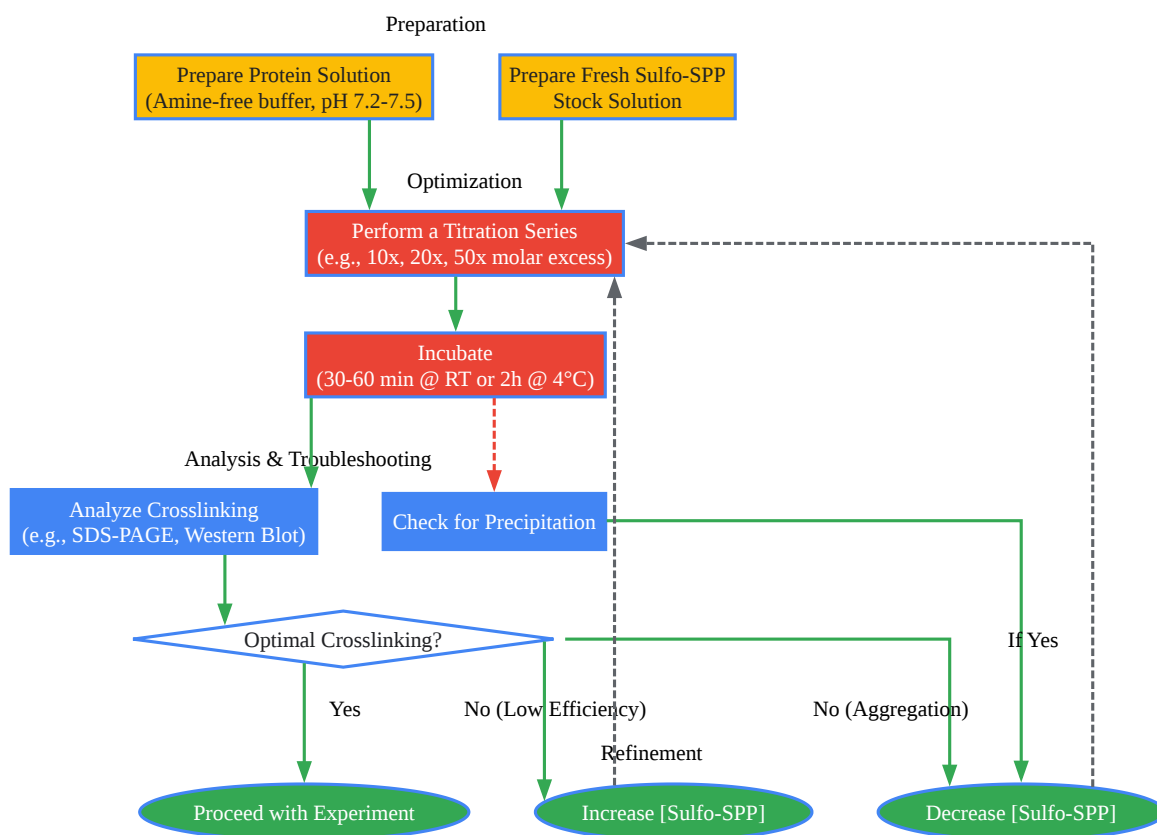 Preparation
Prepare Protein Solution
(Amine-free buffer, pH 7.2-7.5)
Prepare Fresh Sulfo-SPP
Stock Solution
Optimization
Perform a Titration Series
(e.g., 10x, 20x, 50x molar excess)
Incubate
(30-60 min @ RT or 2h @ 4°C)
Analysis & Troubleshooting
Analyze Crosslinking
(e.g., SDS-PAGE, Western Blot)
Check for Precipitation
Optimal Crosslinking?
If Yes
Yes
No (Low Efficiency)
No (Aggregation)
Refinement
Proceed with Experiment
Increase [Sulfo-SPP]
Decrease [Sulfo-SPP]